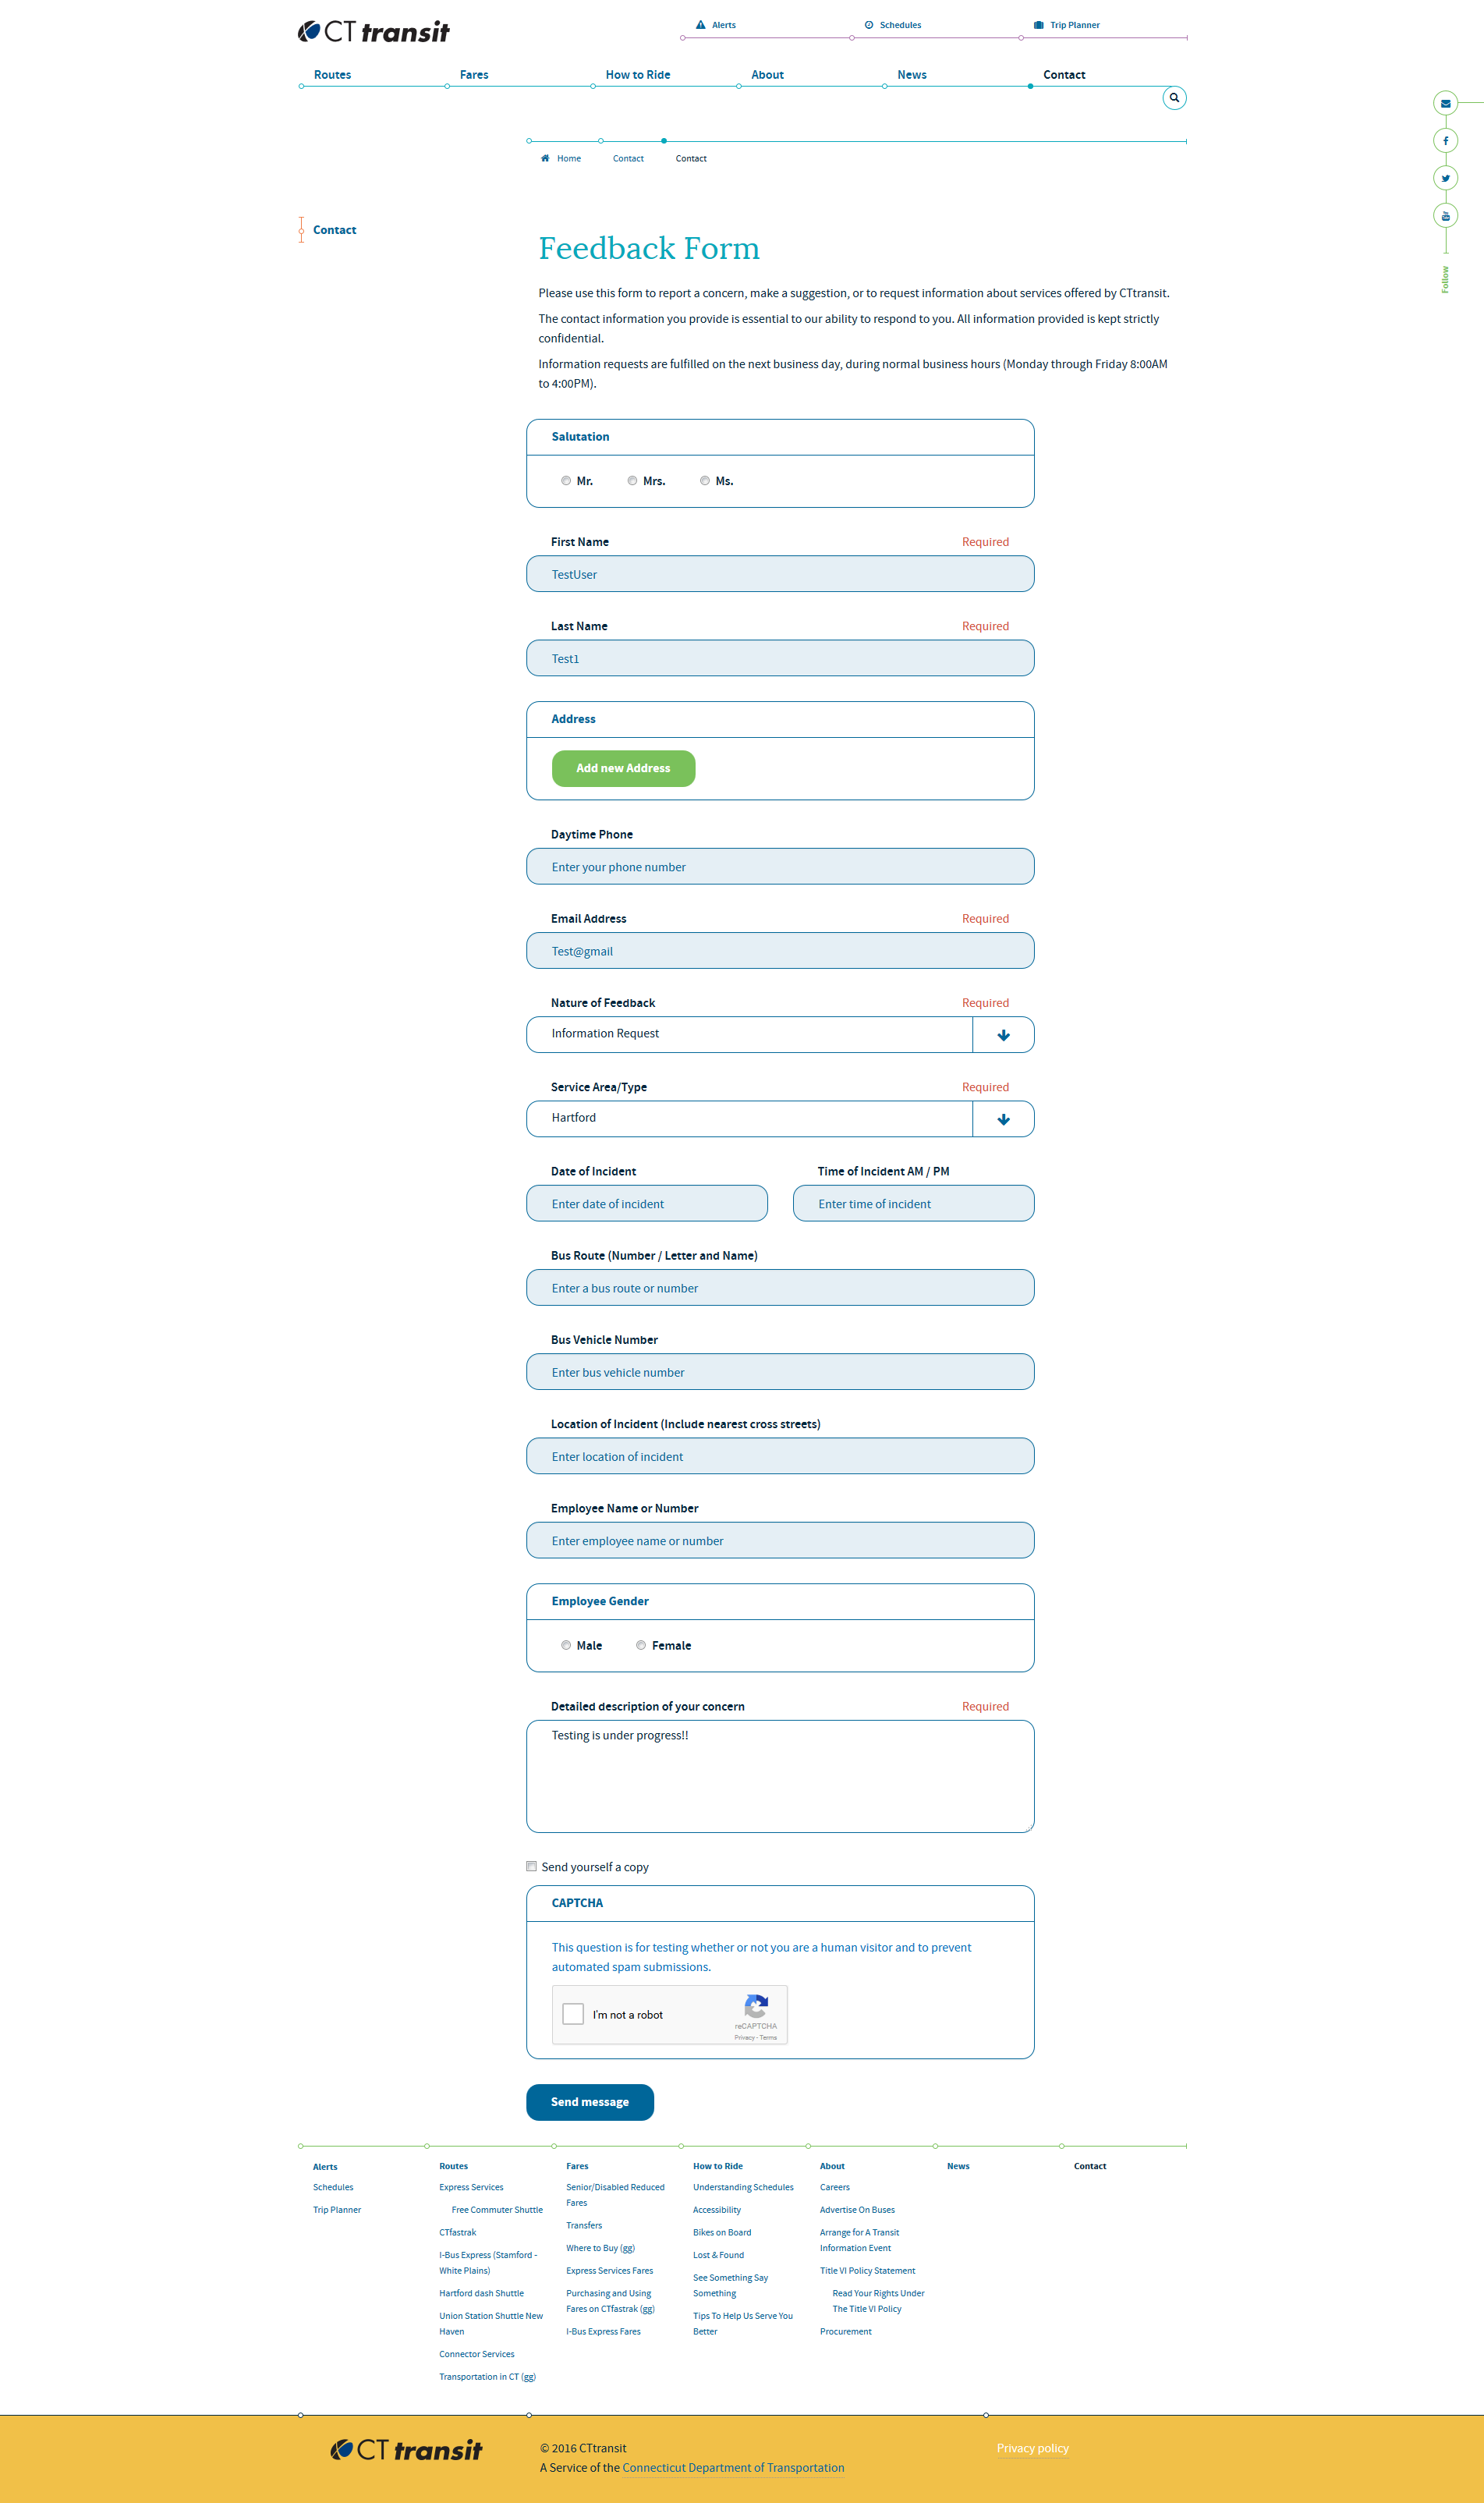 CT transit
Alerts
Schedules
Trip Planner
Routes
Fares
How to Ride
About
News
Contact
Home
Contact
Contact
Follow
Contact
Feedback Form
Please use this form to report a concern, make a suggestion, or to request information about services offered by CTtransit.
The contact information you provide is essential to our ability to respond to you. All information provided is kept strictly
confidential.
Information requests are fulfilled on the next business day, during normal business hours (Monday through Friday 8:00AM
to 4:00PM).
Salutation
Mr.
Mrs.
Ms.
First Name
Required
TestUser
Last Name
Required
Test1
Address
Add new Address
Daytime Phone
Enter your phone number
Email Address
Required
Test@gmail
Nature of Feedback
Required
Information Request
Service Area/Type
Required
Hartford
Date of Incident
Time of Incident AM / PM
Enter date of incident
Enter time of incident
Bus Route (Number / Letter and Name)
Enter a bus route or number
Bus Vehicle Number
Enter bus vehicle number
Location of Incident (Include nearest cross streets)
Enter location of incident
Employee Name or Number
Enter employee name or number
Employee Gender
Male
Female
Detailed description of your concern
Required
Testing is under progress!!
Send yourself a copy
CAPTCHA
This question is for testing whether or not you are a human visitor and to prevent
automated spam submissions.
I'm not a robot
reCAPTCHA
Privacy - Terms
Send message
Alerts
Schedules
Trip Planner
Routes
Express Services
Free Commuter Shuttle
CTfastrak
I-Bus Express (Stamford -
White Plains)
Hartford dash Shuttle
Union Station Shuttle New
Haven
Connector Services
Transportation in CT (gg)
Fares
Senior/Disabled Reduced
Fares
Transfers
Where to Buy (gg)
Express Services Fares
Purchasing and Using
Fares on CTfastrak (gg)
I-Bus Express Fares
How to Ride
Understanding Schedules
Accessibility
Bikes on Board
Lost & Found
See Something Say
Something
Tips To Help Us Serve You
Better
About
Careers
Advertise On Buses
Arrange for A Transit
Information Event
Title VI Policy Statement
Read Your Rights Under
The Title VI Policy
Procurement
News
Contact
CT transit
© 2016 CTtransit
A Service of the Connecticut Department of Transportation
Privacy policy